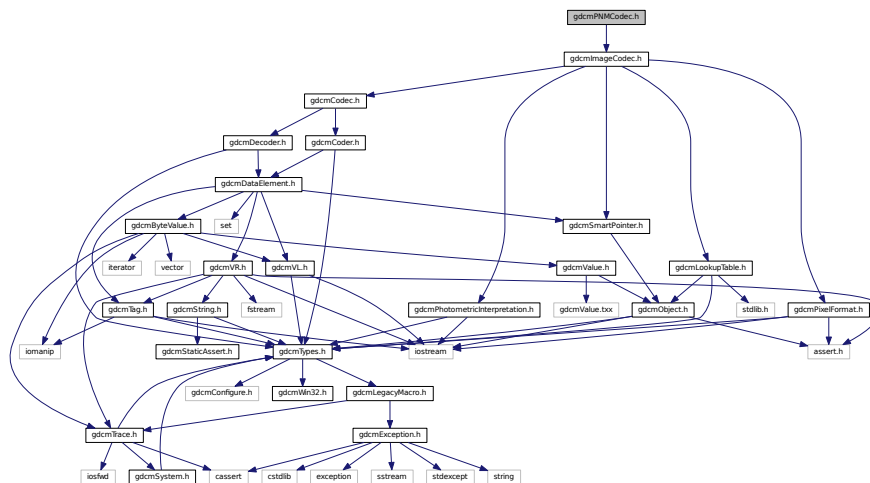 gdcmPNMCodec.h
gdcmImageCodec.h
gdcmCodec.h
gdcmDecoder.h
gdcmCoder.h
gdcmDataElement.h
gdcmByteValue.h
set
gdcmSmartPointer.h
iterator
vector
gdcmVR.h
gdcmVL.h
gdcmValue.h
gdcmLookupTable.h
gdcmTag.h
gdcmString.h
fstream
gdcmPhotometricInterpretation.h
gdcmValue.txx
gdcmObject.h
stdlib.h
gdcmPixelFormat.h
iomanip
gdcmStaticAssert.h
gdcmTypes.h
iostream
assert.h
gdcmConfigure.h
gdcmWin32.h
gdcmLegacyMacro.h
gdcmTrace.h
gdcmException.h
iosfwd
gdcmSystem.h
cassert
cstdlib
exception
sstream
stdexcept
string